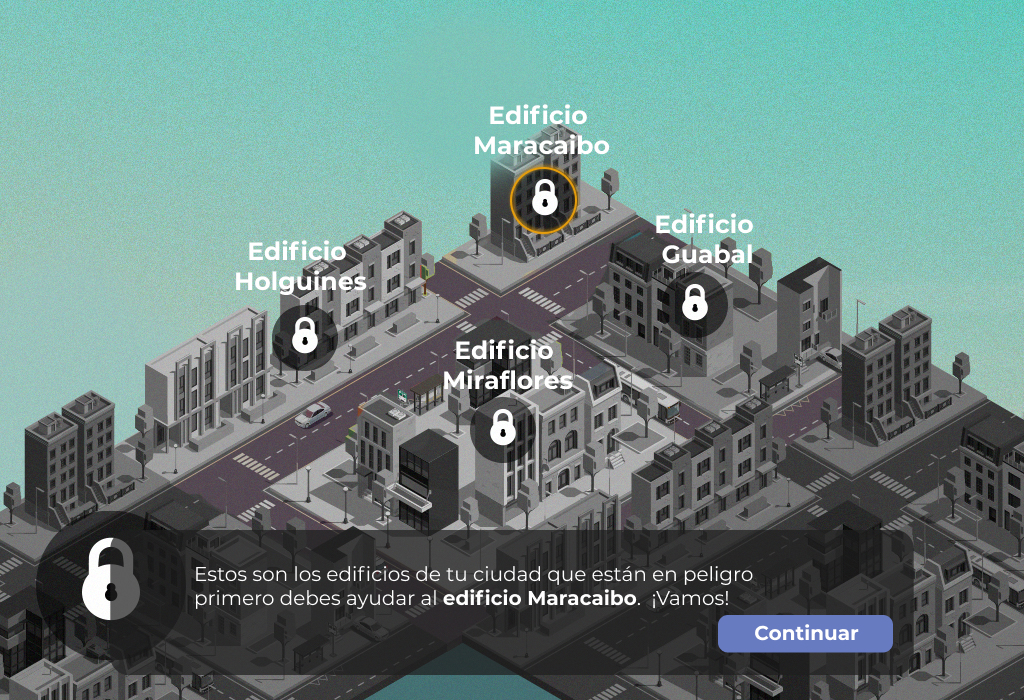 Edificio
Maracaibo
Edificio
Guabal
Edificio
Holguines
Edificio
Miraflores
Estos son los edificios de tu ciudad que están en peligro
primero debes ayudar al edificio Maracaibo. ¡Vamos!
Continuar